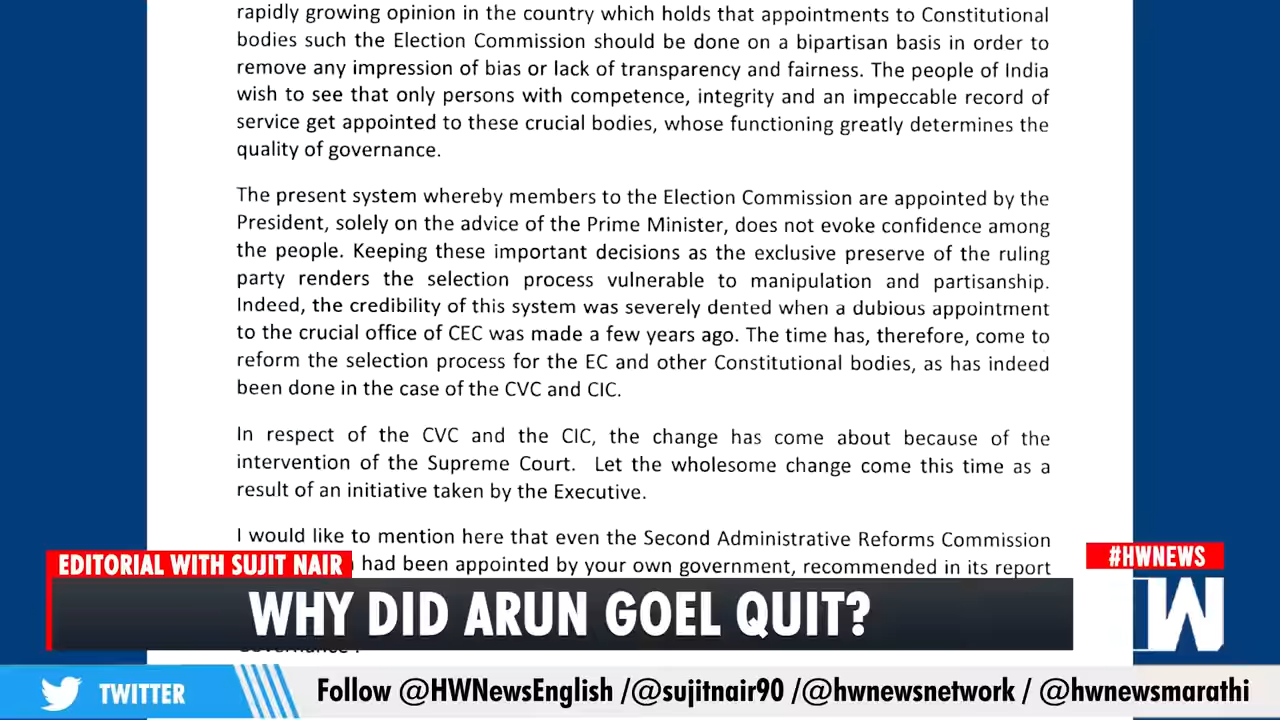 rapidly growing opinion in the country which holds that appointments to Constitutional
bodies such the Election Commission should be done on a bipartisan basis in order to
remove any impression of bias or lack of transparency and fairness. The people of India
wish to see that only persons with competence, integrity and an impeccable record of
service get appointed to these crucial bodies, whose functioning greatly determines the
quality of governance.
The present system whereby members to the Election Commission are appointed by the
President, solely on the advice of the Prime Minister, does not evoke confidence among
the people. Keeping these important decisions as the exclusive preserve of the ruling
party renders the selection process vulnerable to manipulation and partisanship.
Indeed, the credibility of this system was severely dented when a dubious appointment
to the crucial office of CEC was made a few years ago. The time has, therefore, come to
reform the selection process for the EC and other Constitutional bodies, as has indeed
been done in the case of the CVC and CIC.
In respect of the CVC and the CIC, the change has come about because of the
intervention of the Supreme Court. Let the wholesome change come this time as a
result of an initiative taken by the Executive.
I would like to mention here that even the Second Administrative Reforms Commission
had been appointed by your own government, recommended in its report
EDITORIAL WITH SUJIT NAIR
#HWNEWS
WHY DID ARUN GOEL QUIT?
TWITTER
Follow @HWNewsEnglish /@sujitnair90 /@hwnewsnetwork / @hwnewsmarathi